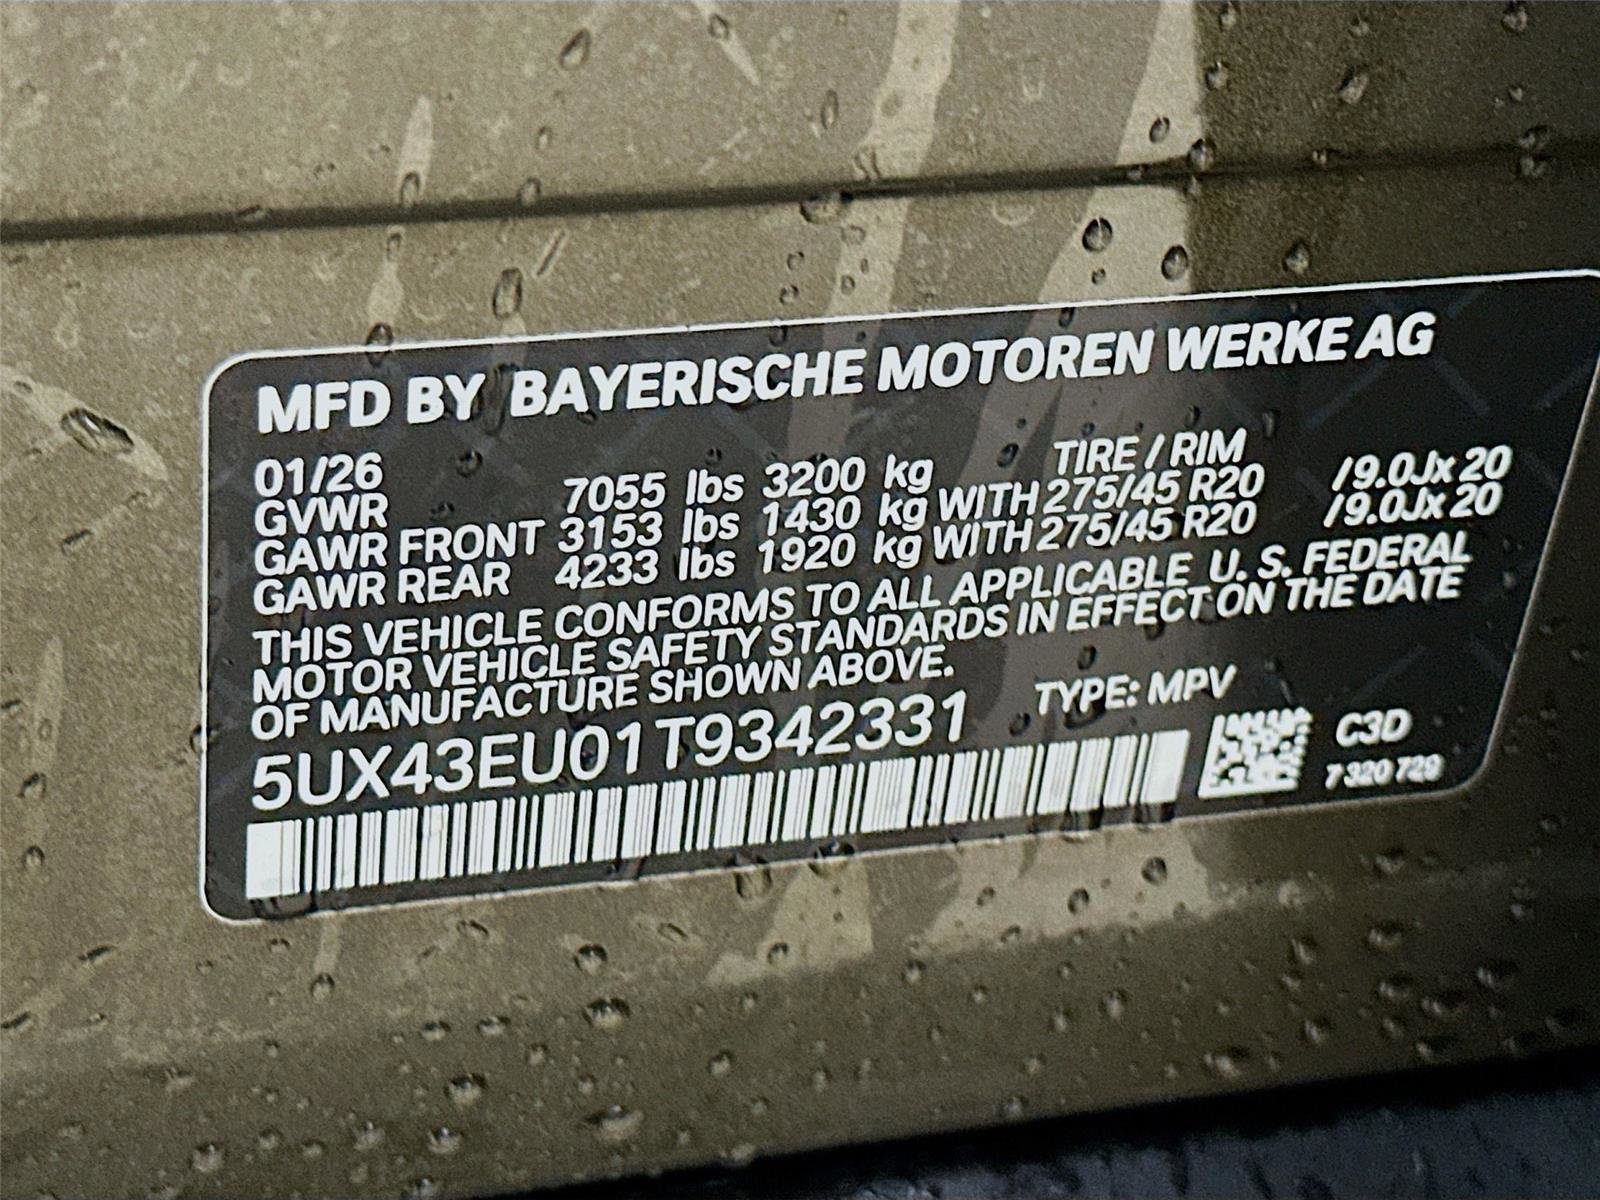 MFD BY BAYERISCHE MOTOREN WERKE AG
01/26 TIRE / RIM
GVWR 7055 lbs 3200 kg
GAWR FRONT 3153 lbs 1430 kg WITH 275/45 R20 /9.0Jx20
GAWR REAR 4233 lbs 1920 kg WITH 275/45 R20 /9.0Jx20
THIS VEHICLE CONFORMS TO ALL APPLICABLE U. S. FEDERAL
MOTOR VEHICLE SAFETY STANDARDS IN EFFECT ON THE DATE
OF MANUFACTURE SHOWN ABOVE.
5UX43EU01T9342331 TYPE: MPV
C3D
7 320 729